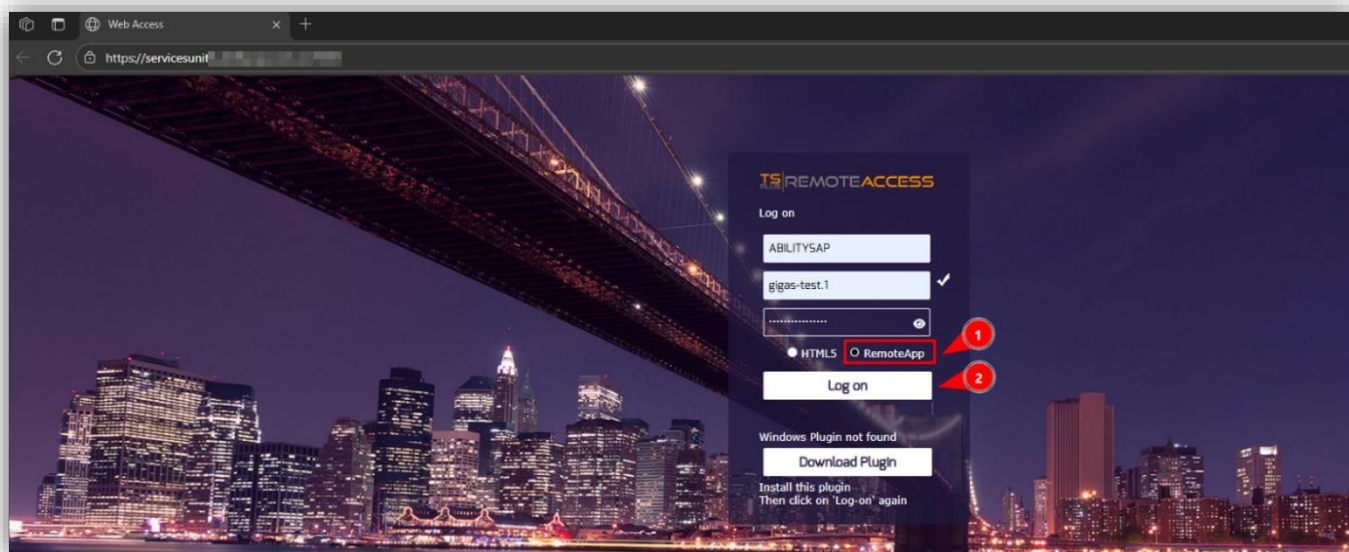 Web Access
https://servicesunit
TS PLUS REMOTEACCESS
Log on
ABILITYSAP
gigas-test.1
HTML5 RemoteApp
1
Log on
2
Windows Plugin not found
Download Plugin
Install this plugin
Then click on 'Log-on' again